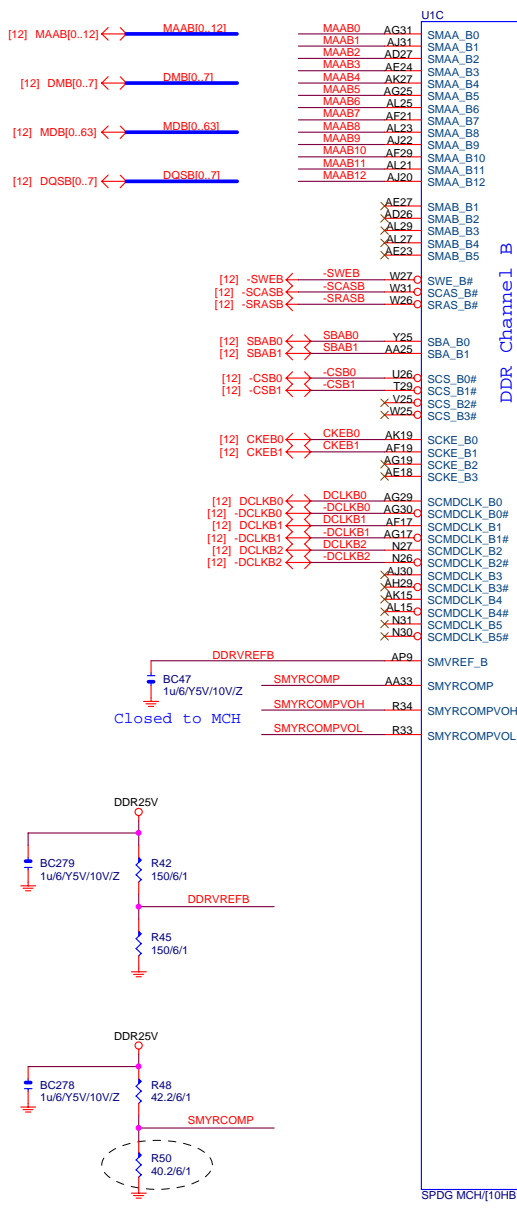 U1C
[12] MAAB[0..12] MAAB[0..12]
[12] DMB[0..7] DMB[0..7]
[12] MDB[0..63] MDB[0..63]
[12] DQSB[0..7] DQSB[0..7]
MAAB0 AG31 SMAA_B0
MAAB1 AJ31 SMAA_B1
MAAB2 AD27 SMAA_B2
MAAB3 AE24 SMAA_B3
MAAB4 AK27 SMAA_B4
MAAB5 AG25 SMAA_B5
MAAB6 AL25 SMAA_B6
MAAB7 AF21 SMAA_B7
MAAB8 AL23 SMAA_B8
MAAB9 AJ22 SMAA_B9
MAAB10 AF29 SMAA_B10
MAAB11 AL21 SMAA_B11
MAAB12 AJ20 SMAA_B12
AE27 SMAB_B1
AD26 SMAB_B2
AL29 SMAB_B3
AL27 SMAB_B4
AE23 SMAB_B5
DDR Channel B
[12] -SWEB -SWEB W27 SWE_B#
[12] -SCASB -SCASB W31 SCAS_B#
[12] -SRASB -SRASB W26 SRAS_B#
[12] SBAB0 SBAB0 Y25 SBA_B0
[12] SBAB1 SBAB1 AA25 SBA_B1
[12] -CSB0 -CSB0 U26 SCS_B0#
[12] -CSB1 -CSB1 T29 SCS_B1#
V25 SCS_B2#
W25 SCS_B3#
[12] CKEB0 CKEB0 AK19 SCKE_B0
[12] CKEB1 CKEB1 AF19 SCKE_B1
AG19 SCKE_B2
AE18 SCKE_B3
[12] DCLKB0 DCLKB0 AG29 SCMDCLK_B0
[12] -DCLKB0 -DCLKB0 AG30 SCMDCLK_B0#
[12] DCLKB1 DCLKB1 AF17 SCMDCLK_B1
[12] -DCLKB1 -DCLKB1 AG17 SCMDCLK_B1#
[12] DCLKB2 DCLKB2 N27 SCMDCLK_B2
[12] -DCLKB2 -DCLKB2 N26 SCMDCLK_B2#
AJ30 SCMDCLK_B3
AH29 SCMDCLK_B3#
AK15 SCMDCLK_B4
AL15 SCMDCLK_B4#
N31 SCMDCLK_B5
N30 SCMDCLK_B5#
DDRVREFB AP9 SMVREF_B
BC47
1u/6/Y5V/10V/Z
Closed to MCH
SMYRCOMP AA33 SMYRCOMP
SMYRCOMPVOH R34 SMYRCOMPVOH
SMYRCOMPVOL R33 SMYRCOMPVOL
DDR25V
BC279
1u/6/Y5V/10V/Z
R42
150/6/1
DDRVREFB
R45
150/6/1
DDR25V
BC278
1u/6/Y5V/10V/Z
R48
42.2/6/1
SMYRCOMP
R50
40.2/6/1
SPDG MCH/[10HB